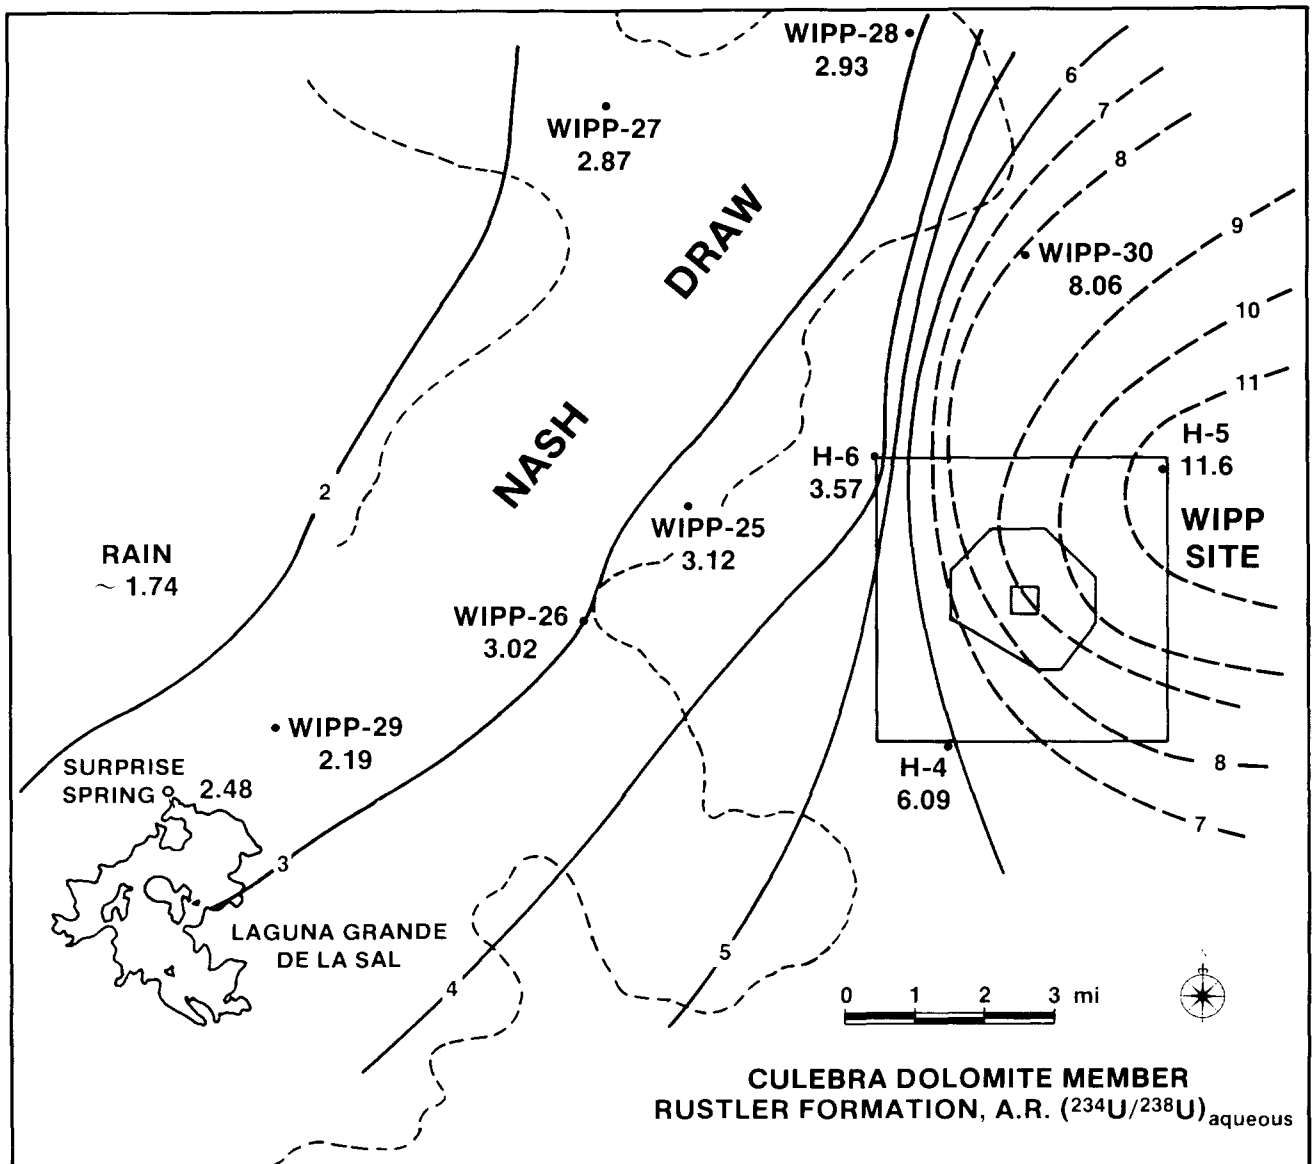 WIPP-28
2.93
6
7
WIPP-27
2.87
8
DRAW
9
WIPP-30
8.06
10
11
NASH
H-5
11.6
H-6
3.57
2
WIPP
SITE
WIPP-25
3.12
RAIN
~ 1.74
WIPP-26
3.02
WIPP-29
2.19
SURPRISE
SPRING 2.48
H-4
6.09
8
7
3
LAGUNA GRANDE
DE LA SAL
5
4
0 1 2 3 mi
CULEBRA DOLOMITE MEMBER
RUSTLER FORMATION, A.R. (²³⁴U/²³⁸U)aqueous